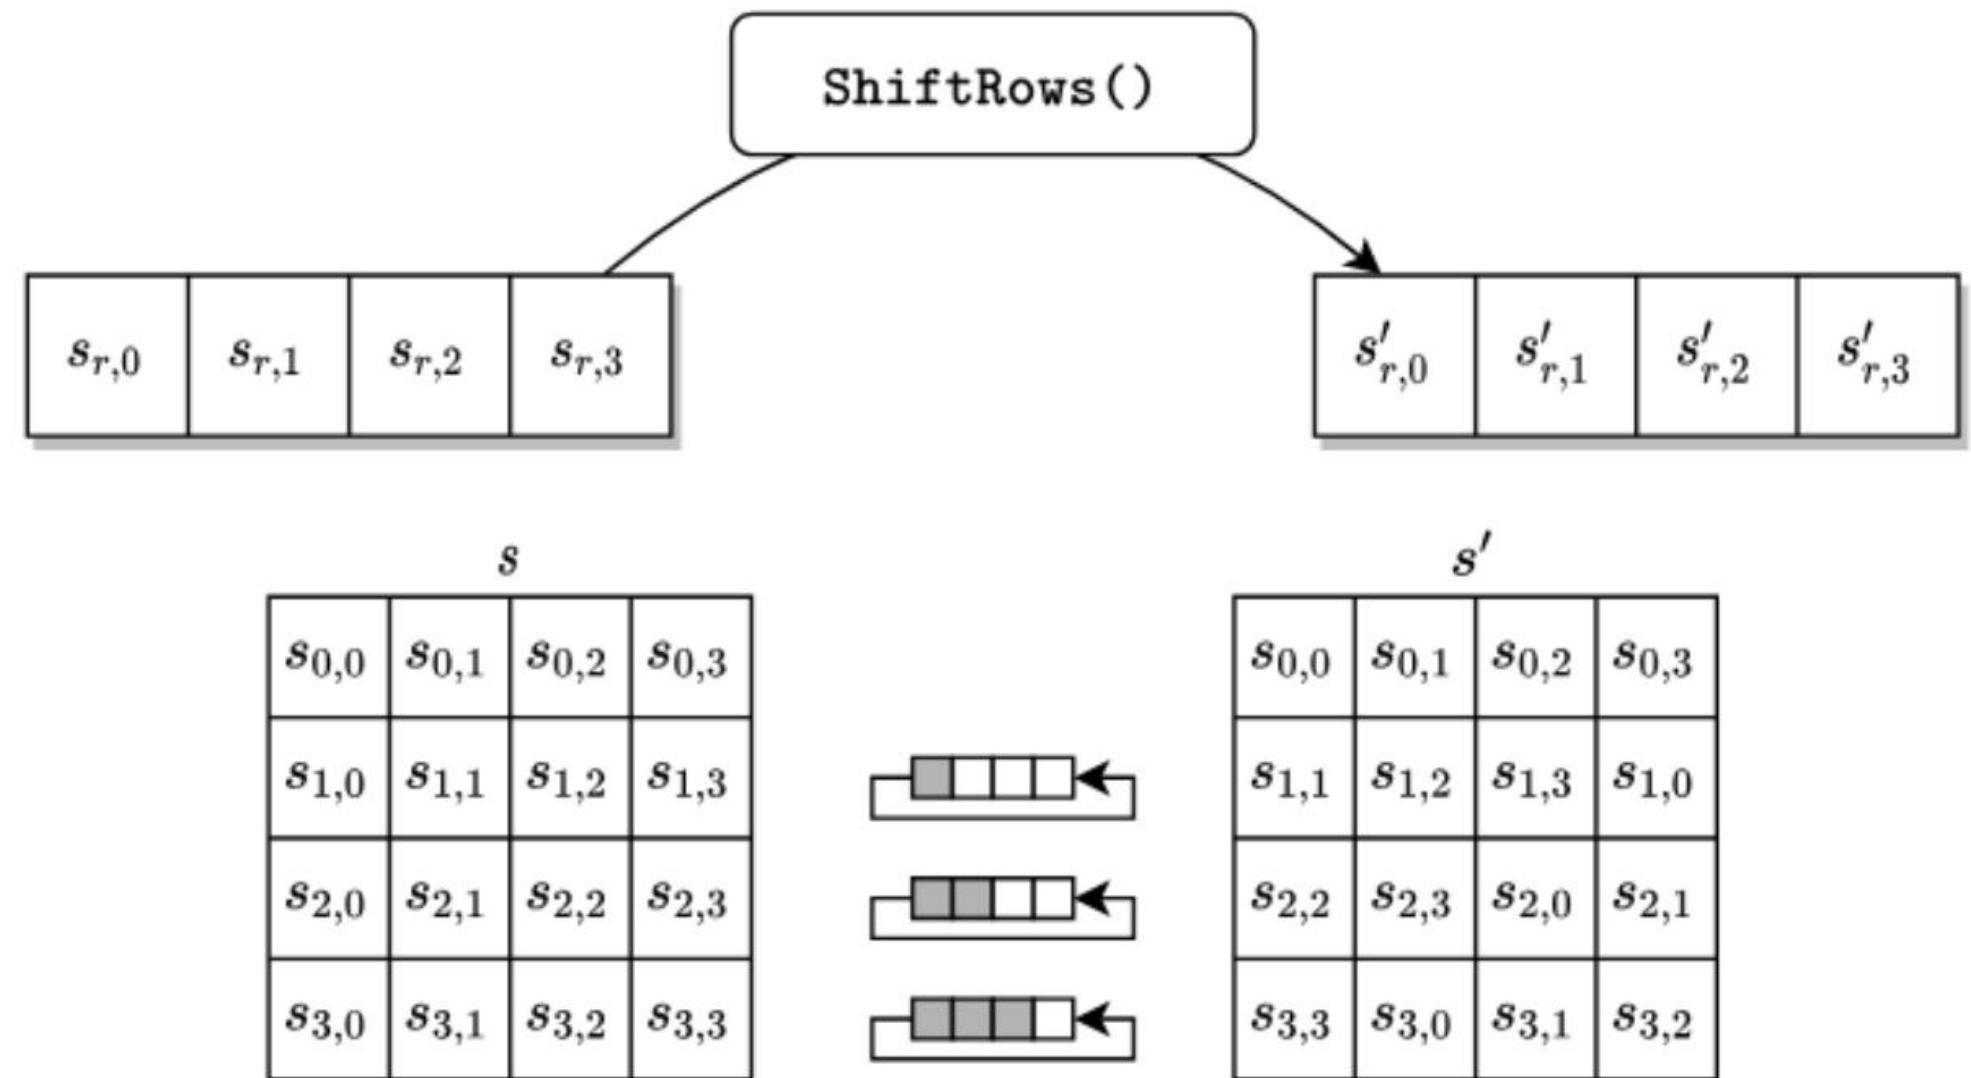 ShiftRows()
s_{r,0} s_{r,1} s_{r,2} s_{r,3} s'_{r,0} s'_{r,1} s'_{r,2} s'_{r,3}
s s'
s_{0,0} s_{0,1} s_{0,2} s_{0,3} s_{0,0} s_{0,1} s_{0,2} s_{0,3}
s_{1,0} s_{1,1} s_{1,2} s_{1,3} s_{1,1} s_{1,2} s_{1,3} s_{1,0}
s_{2,0} s_{2,1} s_{2,2} s_{2,3} s_{2,2} s_{2,3} s_{2,0} s_{2,1}
s_{3,0} s_{3,1} s_{3,2} s_{3,3} s_{3,3} s_{3,0} s_{3,1} s_{3,2}